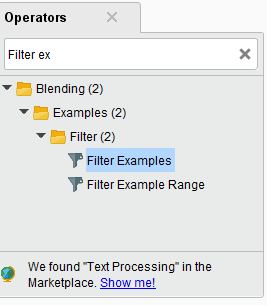 Operators
Filter ex
Blending (2)
Examples (2)
Filter (2)
Filter Examples
Filter Example Range
We found "Text Processing" in the
Marketplace. Show me!